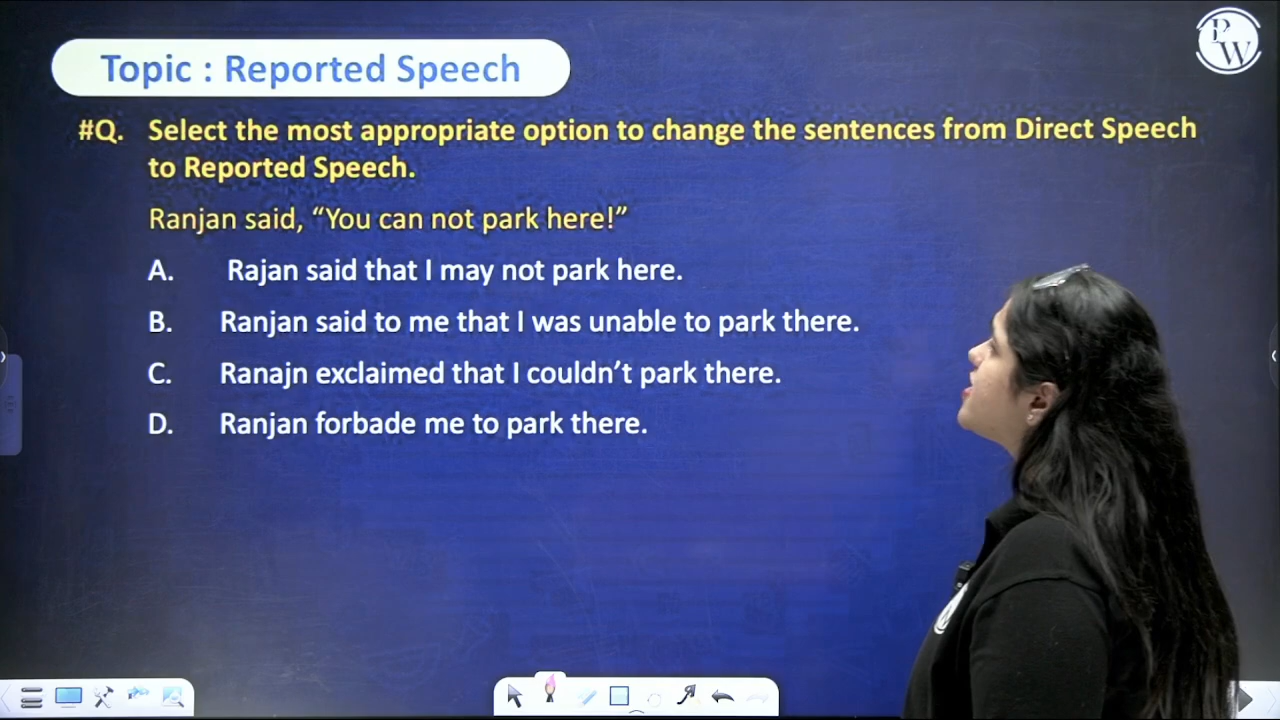 PW
Topic : Reported Speech
#Q. Select the most appropriate option to change the sentences from Direct Speech
to Reported Speech.
Ranjan said, “You can not park here!”
A. Rajan said that I may not park here.
B. Ranjan said to me that I was unable to park there.
C. Ranajn exclaimed that I couldn’t park there.
D. Ranjan forbade me to park there.